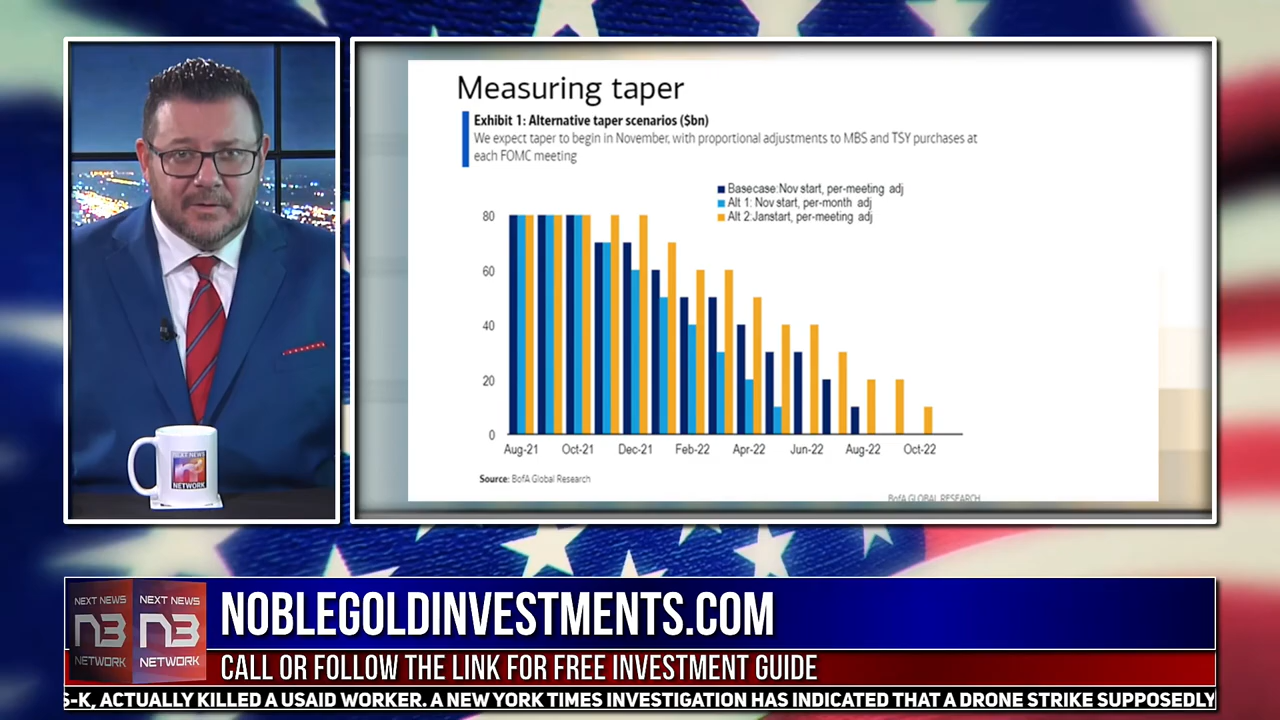 Measuring taper
Exhibit 1: Alternative taper scenarios ($bn)
We expect taper to begin in November, with proportional adjustments to MBS and TSY purchases at
each FOMC meeting
Basecase:Nov start, per-meeting adj
Alt 1: Nov start, per-month adj
Alt 2:Janstart, per-meeting adj
80
60
40
20
0
Aug-21 Oct-21 Dec-21 Feb-22 Apr-22 Jun-22 Aug-22 Oct-22
Source: BofA Global Research
BofA GLOBAL RESEARCH
NEXT NEWS
NETWORK
NEXT NEWS NEXT NEWS
n3 n3
NETWORK NETWORK
NOBLEGOLDINVESTMENTS.COM
CALL OR FOLLOW THE LINK FOR FREE INVESTMENT GUIDE
S-K, ACTUALLY KILLED A USAID WORKER. A NEW YORK TIMES INVESTIGATION HAS INDICATED THAT A DRONE STRIKE SUPPOSEDLY